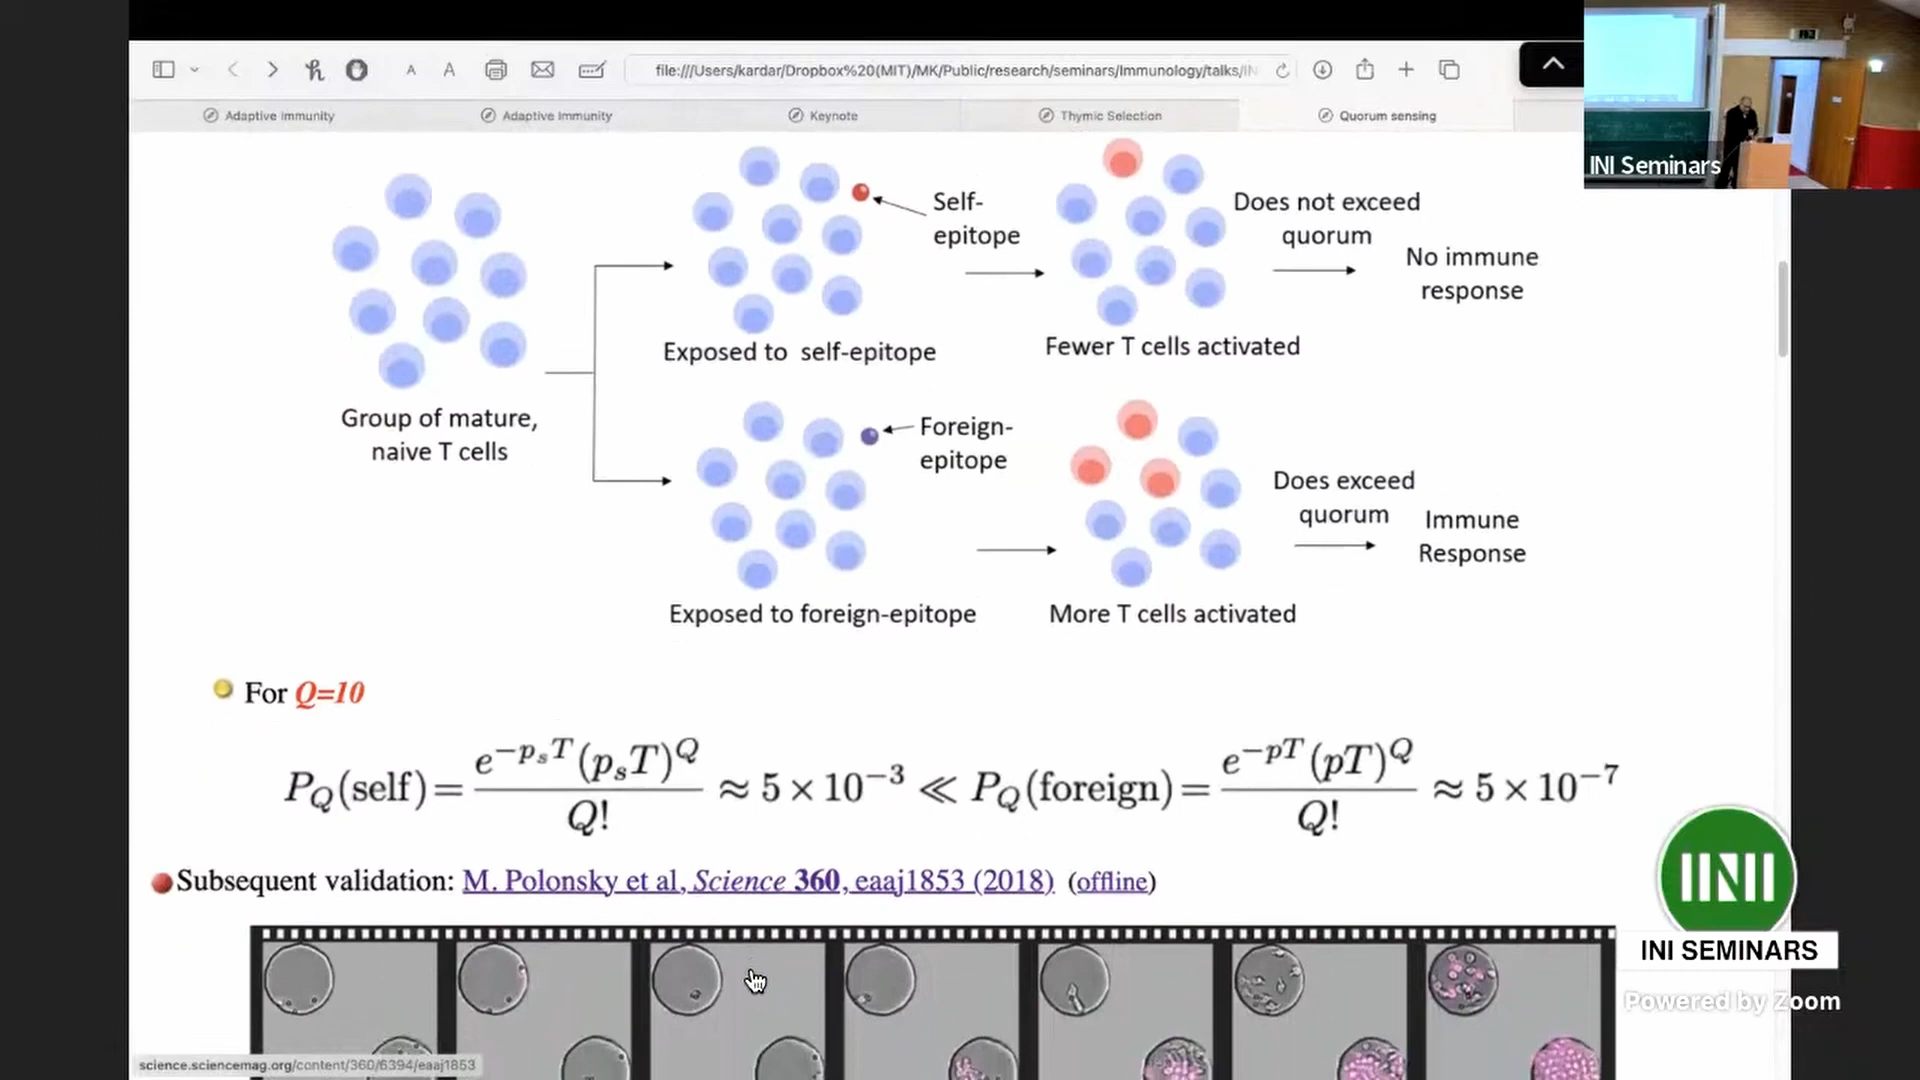 A A file:///Users/kardar/Dropbox%20(MIT)/MK/Public/research/seminars/Immunology/talks/IN
Adaptive Immunity Adaptive Immunity Keynote Thymic Selection Quorum sensing
INI Seminars
Self-
epitope
Does not exceed
quorum
No immune
response
Exposed to self-epitope
Fewer T cells activated
Group of mature,
naive T cells
Foreign-
epitope
Does exceed
quorum
Immune
Response
Exposed to foreign-epitope
More T cells activated
For Q=10
P_Q(self) = e^{-p_sT}(p_sT)^Q / Q! ≈ 5 × 10^{-3} ≪ P_Q(foreign) = e^{-pT}(pT)^Q / Q! ≈ 5 × 10^{-7}
Subsequent validation: M. Polonsky et al, Science 360, eaaj1853 (2018) (offline)
INI SEMINARS
Powered by Zoom
science.sciencemag.org/content/360/6394/eaaj1853